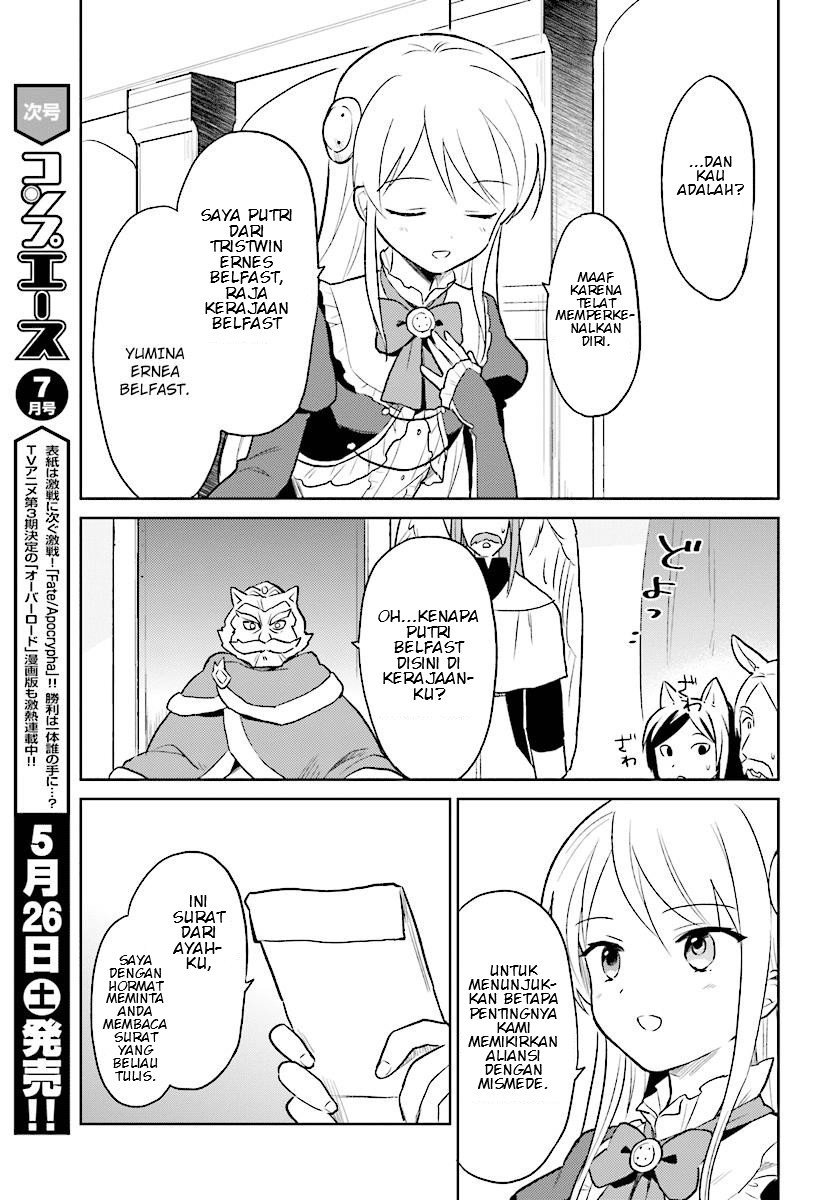 ...DAN
KAU
ADALAH?
MAAF
KARENA
TELAT
MEMPERKE-
NALKAN
DIRI.
SAYA PUTRI
DARI
TRISTWIN
ERNES
BELFAST,
RAJA
KERAJAAN
BELFAST
YUMINA
ERNEA
BELFAST.
どよっ
ざわ
ざわ
OH...KENAPA
PUTRI
BELFAST
DISINI DI
KERAJAAN-
KU?
UNTUK
MENUNJUK-
KAN BETAPA
PENTINGNYA
KAMI
MEMIKIRKAN
ALIANSI
DENGAN
MISMEDE.
INI
SURAT
DARI
AYAH-
KU,
SAYA
DENGAN
HORMAT
MEMINTA
ANDA
MEMBACA
SURAT
YANG
BELIAU
TULIS.
次号
コンプエース
7
月号
表紙は激戦に次ぐ激戦!「Fate/Apocrypha」!! 勝利は一体誰の手に…?
TVアニメ第3期決定の「オーバーロード」漫画版も激熱連載中!!
5月26日(土)発売!!